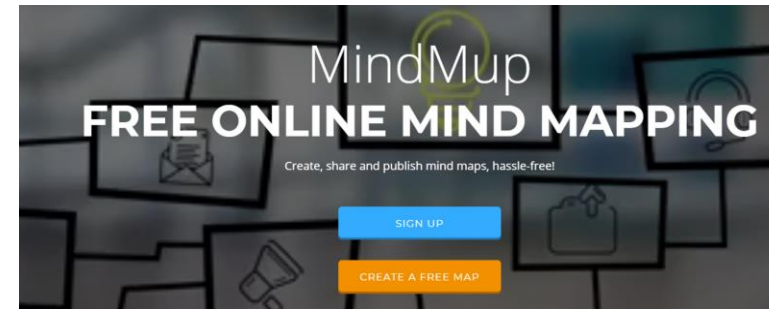 MindMup
FREE ONLINE MIND MAPPING
Create, share and publish mind maps, hassle-free!
SIGN UP
CREATE A FREE MAP